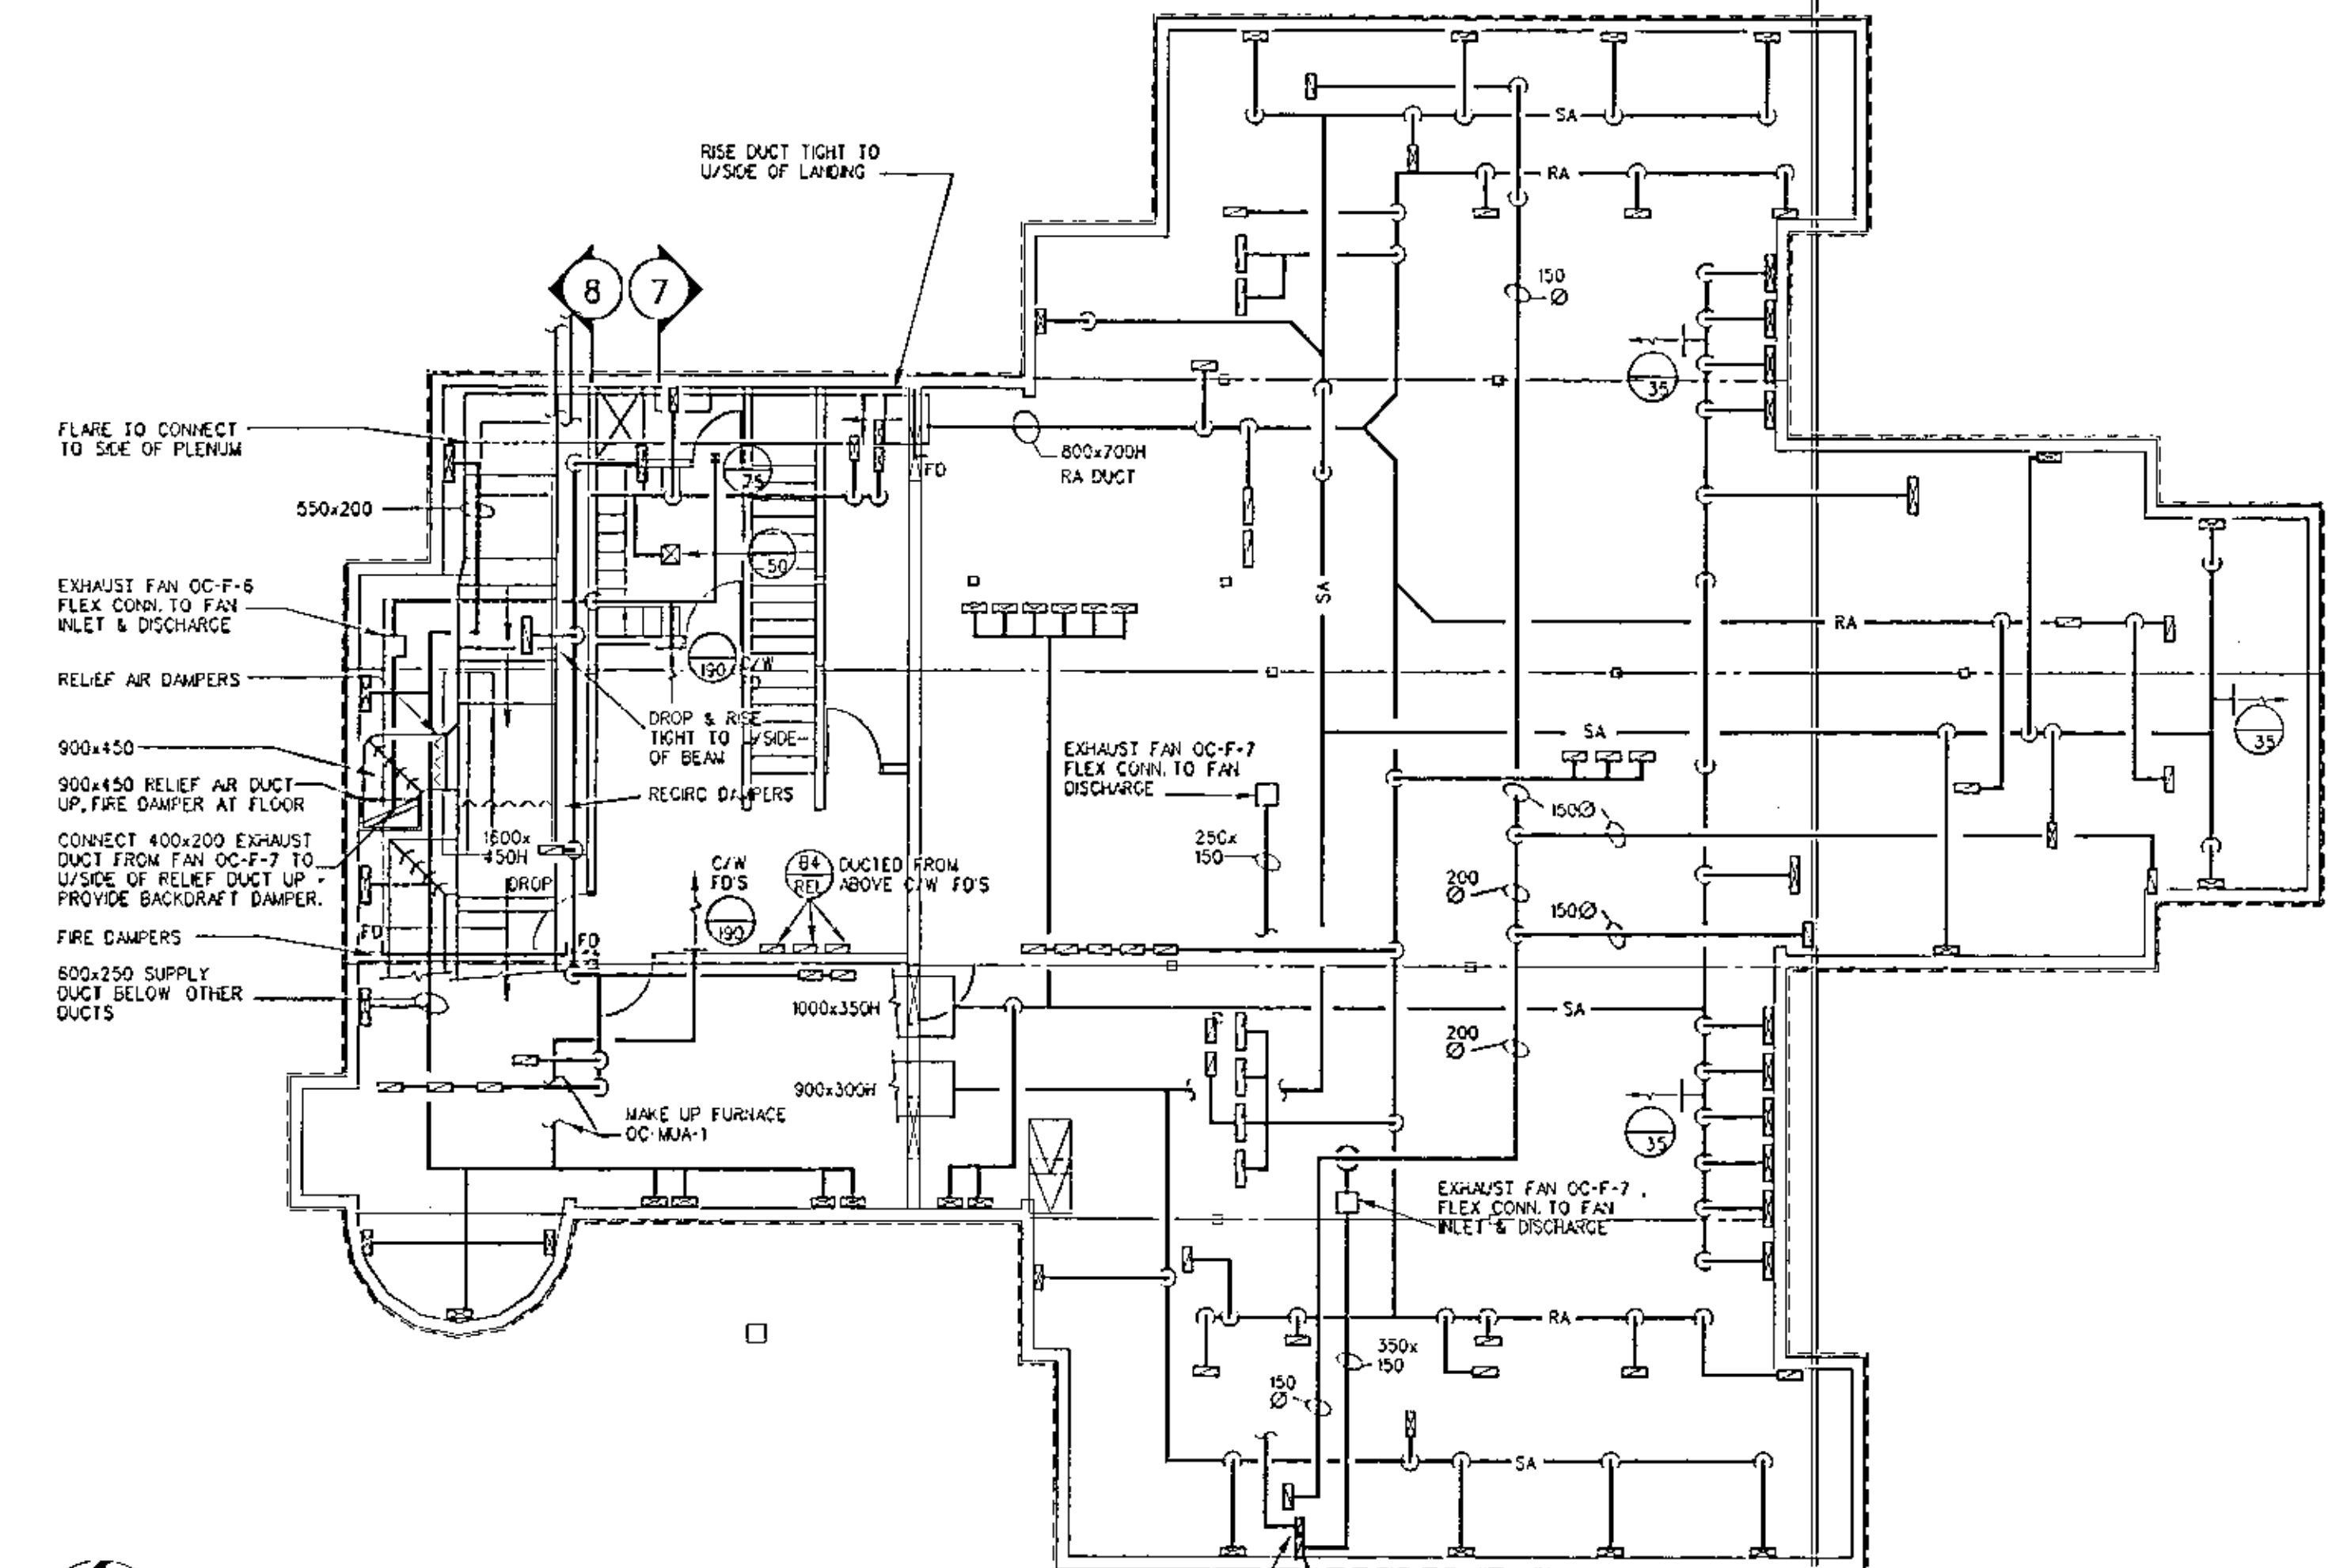 SA
RISE DUCT TIGHT TO
U/SIDE OF LANDING
RA
8
7
150
Ø
35
FLARE TO CONNECT
TO SIDE OF PLENUM
800x700H
RA DUCT
FD
75
550x200
50
EXHAUST FAN OC-F-6
FLEX CONN. TO FAN
INLET & DISCHARGE
SA
RA
190
C/W
RELIEF AIR DAMPERS
DROP & RISE
TIGHT TO U/SIDE
OF BEAM
SA
35
900x450
EXHAUST FAN OC-F-7
FLEX CONN. TO FAN
DISCHARGE
900x450 RELIEF AIR DUCT
UP, FIRE DAMPER AT FLOOR
RECIRC DAMPERS
150Ø
CONNECT 400x200 EXHAUST
DUCT FROM FAN OC-F-7 TO
U/SIDE OF RELIEF DUCT UP.
PROVIDE BACKDRAFT DAMPER.
1600x
450H
DROP
250x
150
C/W
FD'S
190
84
REL
DUCTED FROM
ABOVE C/W FD'S
200
Ø
150Ø
FIRE DAMPERS
FD
FD
600x250 SUPPLY
DUCT BELOW OTHER
DUCTS
1000x350H
SA
200
Ø
900x300H
MAKE UP FURNACE
OC-MUA-1
35
EXHAUST FAN OC-F-7
FLEX CONN. TO FAN
INLET & DISCHARGE
RA
350x
150
150
Ø
SA